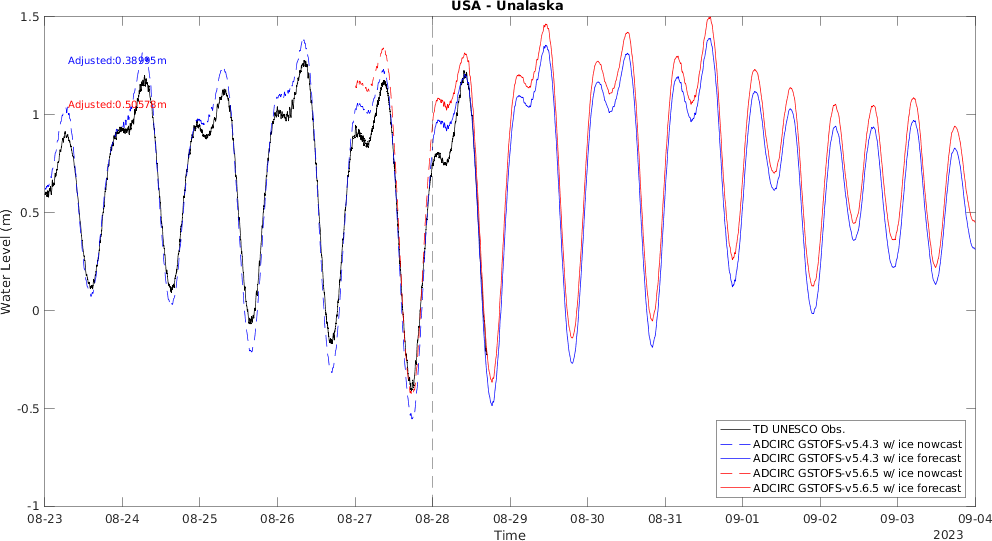 USA - Unalaska
1.5
1
0.5
0
-0.5
-1
Water Level (m)
Adjusted:0.38995m
Adjusted:0.50573m
TD UNESCO Obs.
ADCIRC GSTOFS-v5.4.3 w/ ice nowcast
ADCIRC GSTOFS-v5.4.3 w/ ice forecast
ADCIRC GSTOFS-v5.6.5 w/ ice nowcast
ADCIRC GSTOFS-v5.6.5 w/ ice forecast
08-23 08-24 08-25 08-26 08-27 08-28 08-29 08-30 08-31 09-01 09-02 09-03 09-04
Time
2023